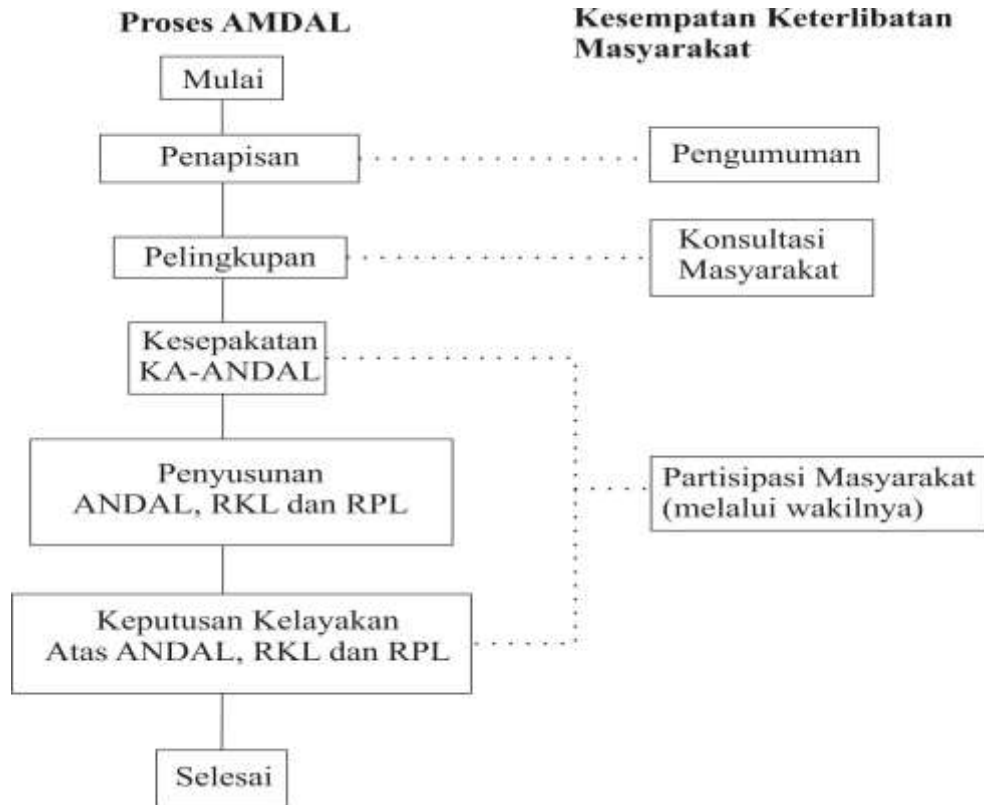 Proses AMDAL
Kesempatan Keterlibatan
Masyarakat
Mulai
Penapisan
Pengumuman
Pelingkupan
Konsultasi
Masyarakat
Kesepakatan
KA-ANDAL
Penyusunan
ANDAL, RKL dan RPL
Partisipasi Masyarakat
(melalui wakilnya)
Keputusan Kelayakan
Atas ANDAL, RKL dan RPL
Selesai